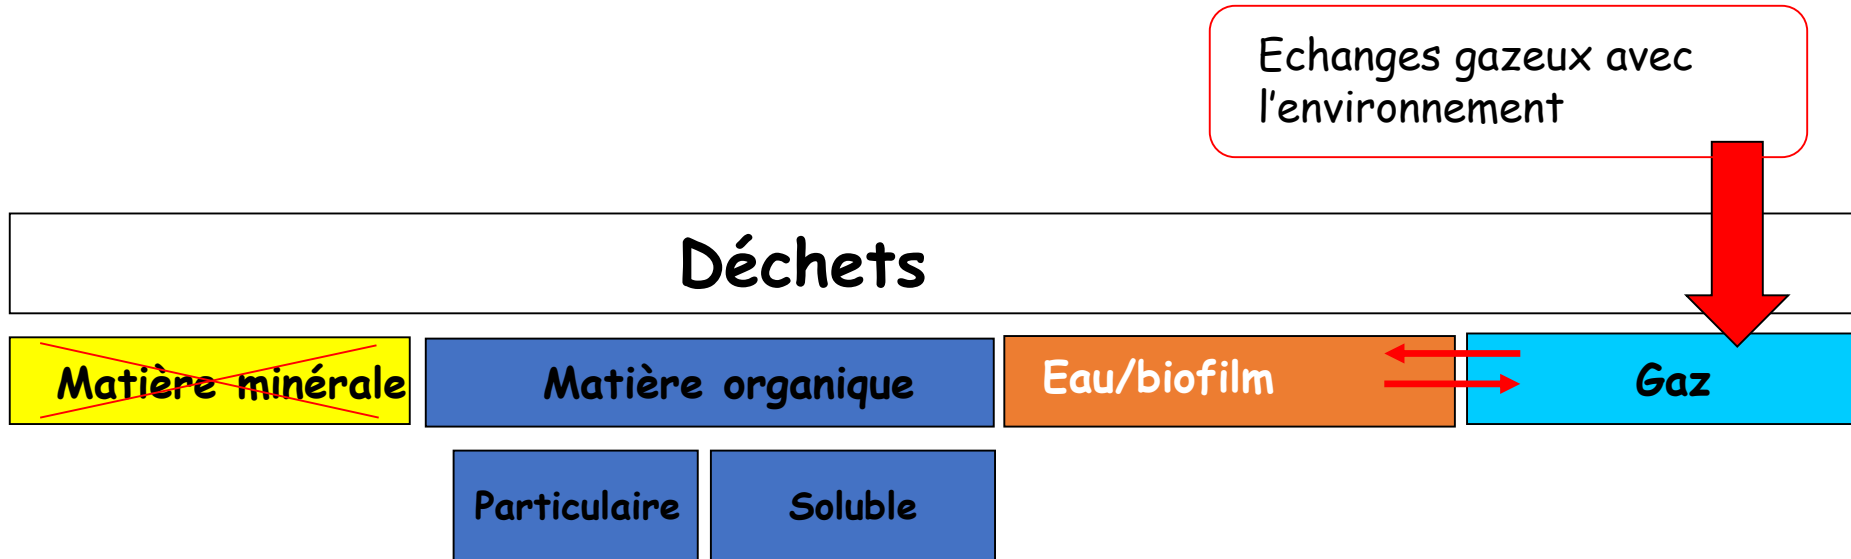 Echanges gazeux avec
l'environnement
Déchets
Matière minérale
Matière organique
Eau/biofilm
Gaz
Particulaire
Soluble